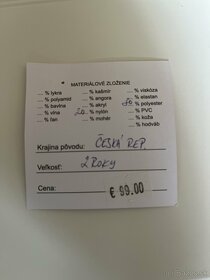 MATERIÁLOVÉ ZLOŽENIE
% lykra % kašmír % viskóza
% polyamid % angora % elastan
% bavlna % akryl 80 % polyester
% vlna 20 % nylón % PVC
% ľan % mohér % koža
% hodváb
Krajina pôvodu: ČESKÁ REP
Veľkosť: 2 ROKY
Cena: € 99.00